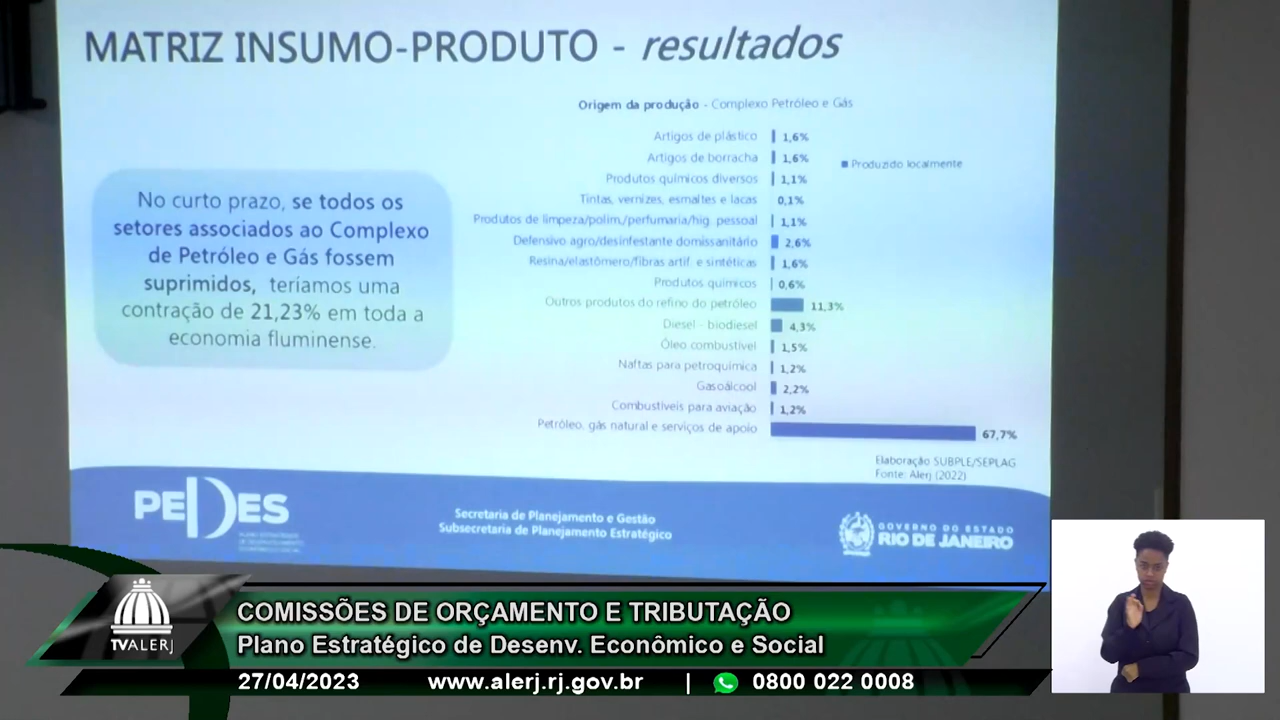 MATRIZ INSUMO-PRODUTO - resultados
Origem da produção - Complexo Petróleo e Gás
No curto prazo, se todos os
setores associados ao Complexo
de Petróleo e Gás fossem
suprimidos, teríamos uma
contração de 21,23% em toda a
economia fluminense.
Artigos de plástico 1,6%
Artigos de borracha 1,6%
Produzido localmente
Produtos químicos diversos 1,1%
Tintas, vernizes, esmaltes e lacas 0,1%
Produtos de limpeza/polim./perfumaria/hig. pessoal 1,1%
Defensivo agro/desinfestante domissanitário 2,6%
Resina/elastômero/fibras artif. e sintéticas 1,6%
Produtos químicos 0,6%
Outros produtos do refino do petróleo 11,3%
Diesel - biodiesel 4,3%
Óleo combustível 1,5%
Naftas para petroquímica 1,2%
Gasoálcool 2,2%
Combustíveis para aviação 1,2%
Petróleo, gás natural e serviços de apoio 67,7%
Elaboração SUBPLE/SEPLAG
Fonte: Alerj (2022)
PEDES
PLANO ESTRATÉGICO
DE DESENVOLVIMENTO
ECONÔMICO E SOCIAL
Secretaria de Planejamento e Gestão
Subsecretaria de Planejamento Estratégico
GOVERNO DO ESTADO
RIO DE JANEIRO
TVALERJ
COMISSÕES DE ORÇAMENTO E TRIBUTAÇÃO
Plano Estratégico de Desenv. Econômico e Social
27/04/2023 www.alerj.rj.gov.br | 0800 022 0008